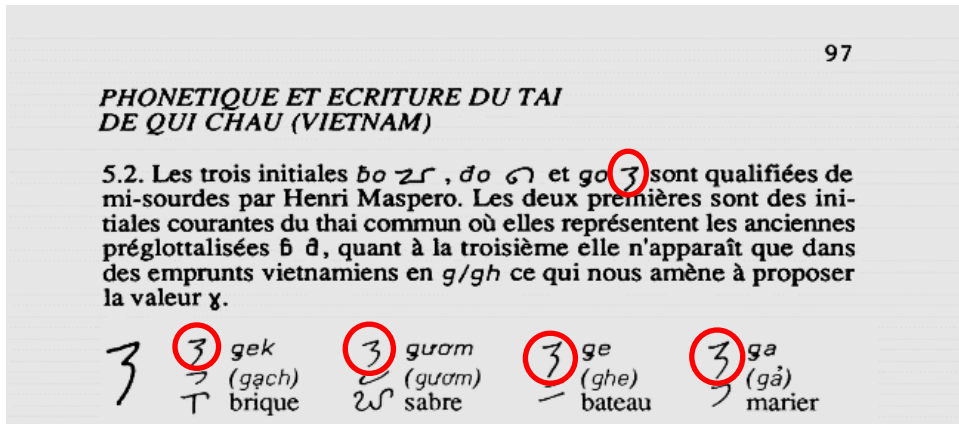 97
PHONETIQUE ET ECRITURE DU TAI
DE QUI CHAU (VIETNAM)
5.2. Les trois initiales ɓo , ɗo et go sont qualifiées de
mi-sourdes par Henri Maspero. Les deux premières sont des ini-
tiales courantes du thai commun où elles représentent les anciennes
préglottalisées ɓ ɗ, quant à la troisième elle n'apparaît que dans
des emprunts vietnamiens en g/gh ce qui nous amène à proposer
la valeur ɣ.
gek gươm ge ga
(gạch) (gươm) (ghe) (gả)
brique sabre bateau marier